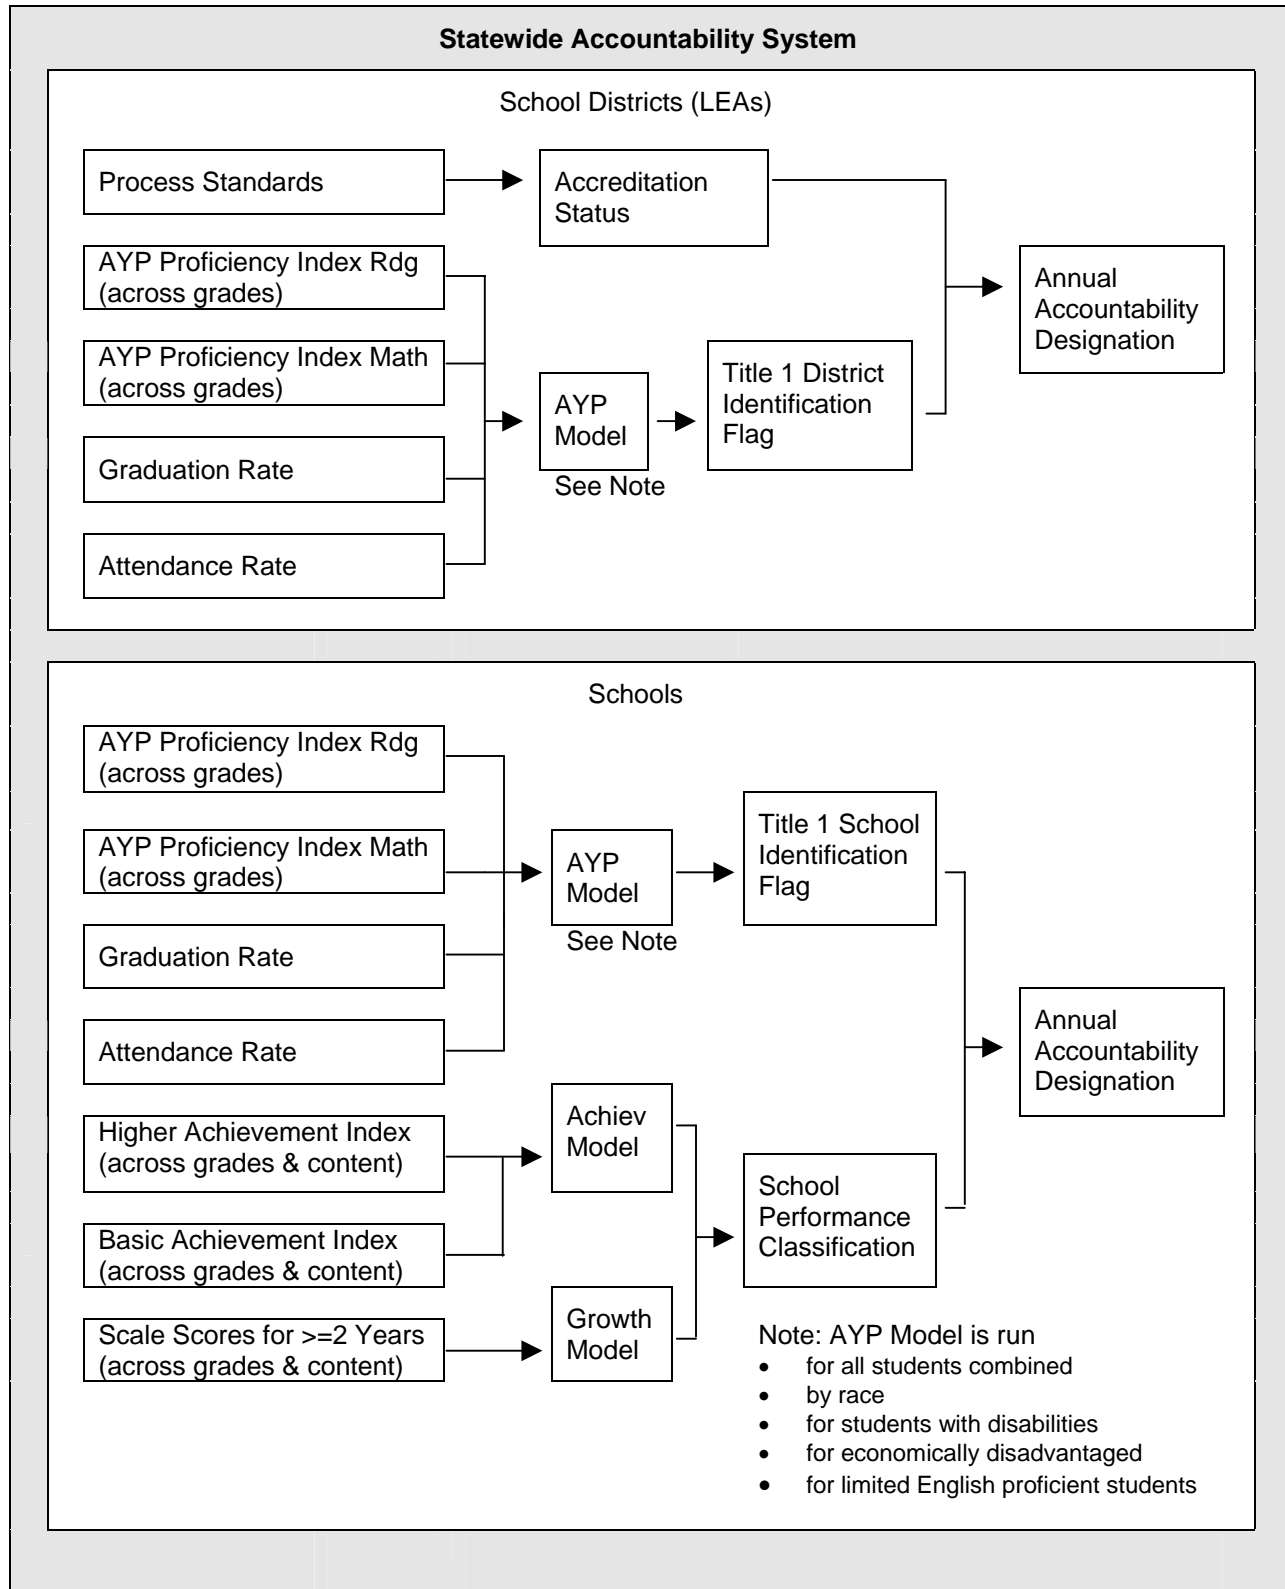 Statewide Accountability System
School Districts (LEAs)
Process Standards
Accreditation
Status
AYP Proficiency Index Rdg
(across grades)
Annual
Accountability
Designation
AYP Proficiency Index Math
(across grades)
AYP
Model
See Note
Title 1 District
Identification
Flag
Graduation Rate
Attendance Rate
Schools
AYP Proficiency Index Rdg
(across grades)
AYP Proficiency Index Math
(across grades)
AYP
Model
See Note
Title 1 School
Identification
Flag
Graduation Rate
Attendance Rate
Annual
Accountability
Designation
Higher Achievement Index
(across grades & content)
Achiev
Model
Basic Achievement Index
(across grades & content)
School
Performance
Classification
Scale Scores for >=2 Years
(across grades & content)
Growth
Model
Note: AYP Model is run
• for all students combined
• by race
• for students with disabilities
• for economically disadvantaged
• for limited English proficient students